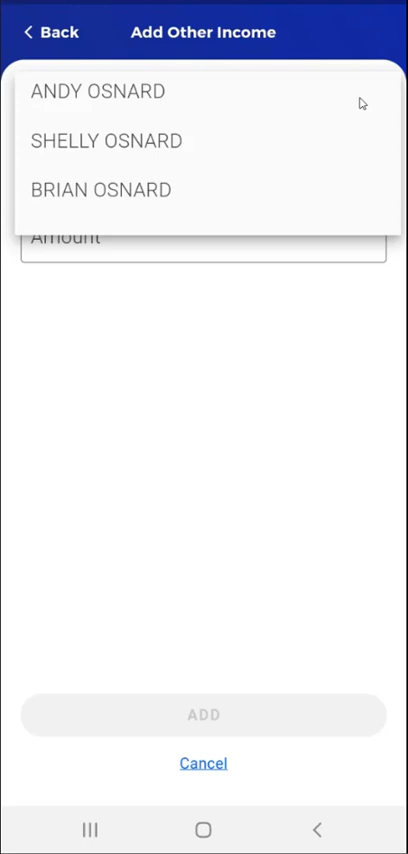 Back
Add Other Income
ANDY OSNARD
SHELLY OSNARD
BRIAN OSNARD
Amount
ADD
Cancel